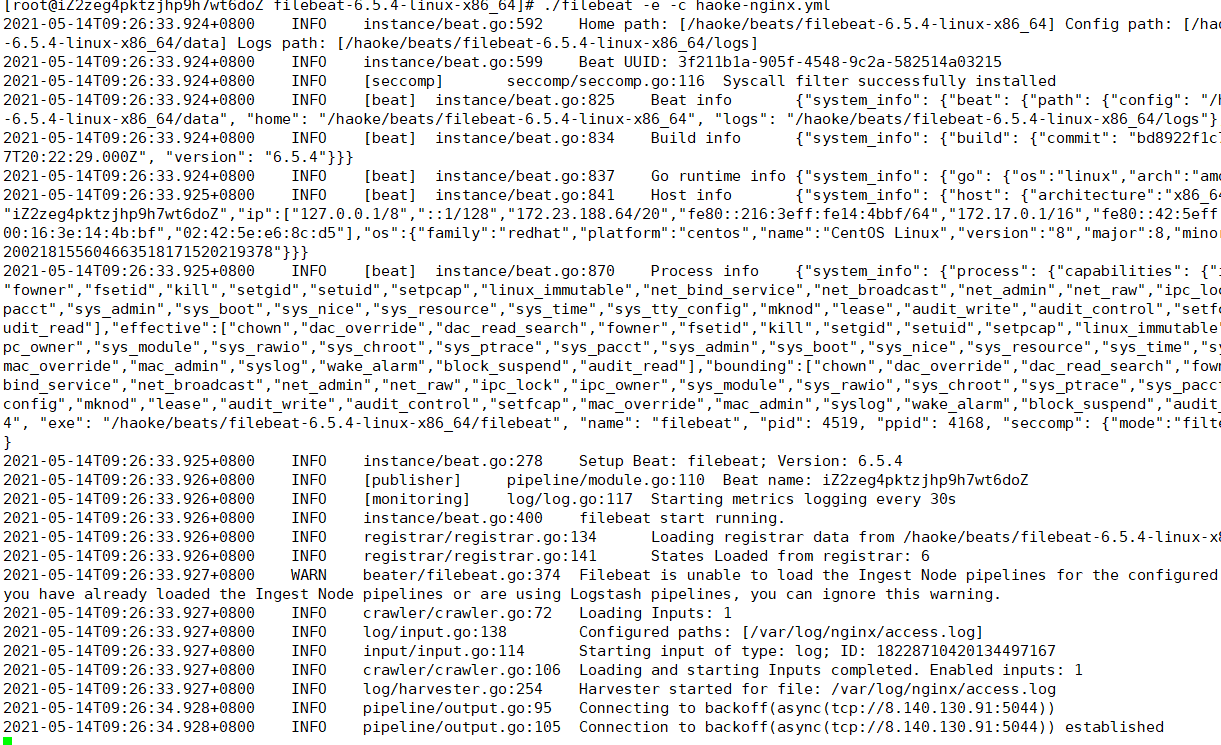 [root@iZ2zeg4pktzjhp9h7wt6doZ filebeat-6.5.4-linux-x86_64]# ./filebeat -e -c haoke-nginx.yml
2021-05-14T09:26:33.924+0800 INFO instance/beat.go:592 Home path: [/haoke/beats/filebeat-6.5.4-linux-x86_64] Config path: [/hao
-6.5.4-linux-x86_64/data] Logs path: [/haoke/beats/filebeat-6.5.4-linux-x86_64/logs]
2021-05-14T09:26:33.924+0800 INFO instance/beat.go:599 Beat UUID: 3f211b1a-905f-4548-9c2a-582514a03215
2021-05-14T09:26:33.924+0800 INFO [seccomp] seccomp/seccomp.go:116 Syscall filter successfully installed
2021-05-14T09:26:33.924+0800 INFO [beat] instance/beat.go:825 Beat info {"system_info": {"beat": {"path": {"config": "/h
-6.5.4-linux-x86_64/data", "home": "/haoke/beats/filebeat-6.5.4-linux-x86_64", "logs": "/haoke/beats/filebeat-6.5.4-linux-x86_64/logs"}
2021-05-14T09:26:33.924+0800 INFO [beat] instance/beat.go:834 Build info {"system_info": {"build": {"commit": "bd8922f1c
7T20:22:29.000Z", "version": "6.5.4"}}}
2021-05-14T09:26:33.924+0800 INFO [beat] instance/beat.go:837 Go runtime info {"system_info": {"go": {"os":"linux","arch":"amd
2021-05-14T09:26:33.925+0800 INFO [beat] instance/beat.go:841 Host info {"system_info": {"host": {"architecture":"x86_64
"iZ2zeg4pktzjhp9h7wt6doZ","ip":["127.0.0.1/8","::1/128","172.23.188.64/20","fe80::216:3eff:fe14:4bbf/64","172.17.0.1/16","fe80::42:5eff
00:16:3e:14:4b:bf","02:42:5e:e6:8c:d5"],"os":{"family":"redhat","platform":"centos","name":"CentOS Linux","version":"8","major":8,"minor
200218155604663518171520219378"}}}
2021-05-14T09:26:33.925+0800 INFO [beat] instance/beat.go:870 Process info {"system_info": {"process": {"capabilities": {"i
"fowner","fsetid","kill","setgid","setuid","setpcap","linux_immutable","net_bind_service","net_broadcast","net_admin","net_raw","ipc_loc
pacct","sys_admin","sys_boot","sys_nice","sys_resource","sys_time","sys_tty_config","mknod","lease","audit_write","audit_control","setfc
udit_read"],"effective":["chown","dac_override","dac_read_search","fowner","fsetid","kill","setgid","setuid","setpcap","linux_immutable"
pc_owner","sys_module","sys_rawio","sys_chroot","sys_ptrace","sys_pacct","sys_admin","sys_boot","sys_nice","sys_resource","sys_time","sy
mac_override","mac_admin","syslog","wake_alarm","block_suspend","audit_read"],"bounding":["chown","dac_override","dac_read_search","fown
bind_service","net_broadcast","net_admin","net_raw","ipc_lock","ipc_owner","sys_module","sys_rawio","sys_chroot","sys_ptrace","sys_pacct
config","mknod","lease","audit_write","audit_control","setfcap","mac_override","mac_admin","syslog","wake_alarm","block_suspend","audit_
4", "exe": "/haoke/beats/filebeat-6.5.4-linux-x86_64/filebeat", "name": "filebeat", "pid": 4519, "ppid": 4168, "seccomp": {"mode":"filte
}
2021-05-14T09:26:33.925+0800 INFO instance/beat.go:278 Setup Beat: filebeat; Version: 6.5.4
2021-05-14T09:26:33.926+0800 INFO [publisher] pipeline/module.go:110 Beat name: iZ2zeg4pktzjhp9h7wt6doZ
2021-05-14T09:26:33.926+0800 INFO [monitoring] log/log.go:117 Starting metrics logging every 30s
2021-05-14T09:26:33.926+0800 INFO instance/beat.go:400 filebeat start running.
2021-05-14T09:26:33.926+0800 INFO registrar/registrar.go:134 Loading registrar data from /haoke/beats/filebeat-6.5.4-linux-x8
2021-05-14T09:26:33.926+0800 INFO registrar/registrar.go:141 States Loaded from registrar: 6
2021-05-14T09:26:33.927+0800 WARN beater/filebeat.go:374 Filebeat is unable to load the Ingest Node pipelines for the configured
you have already loaded the Ingest Node pipelines or are using Logstash pipelines, you can ignore this warning.
2021-05-14T09:26:33.927+0800 INFO crawler/crawler.go:72 Loading Inputs: 1
2021-05-14T09:26:33.927+0800 INFO log/input.go:138 Configured paths: [/var/log/nginx/access.log]
2021-05-14T09:26:33.927+0800 INFO input/input.go:114 Starting input of type: log; ID: 18228710420134497167
2021-05-14T09:26:33.927+0800 INFO crawler/crawler.go:106 Loading and starting Inputs completed. Enabled inputs: 1
2021-05-14T09:26:33.927+0800 INFO log/harvester.go:254 Harvester started for file: /var/log/nginx/access.log
2021-05-14T09:26:34.928+0800 INFO pipeline/output.go:95 Connecting to backoff(async(tcp://8.140.130.91:5044))
2021-05-14T09:26:34.928+0800 INFO pipeline/output.go:105 Connection to backoff(async(tcp://8.140.130.91:5044)) established